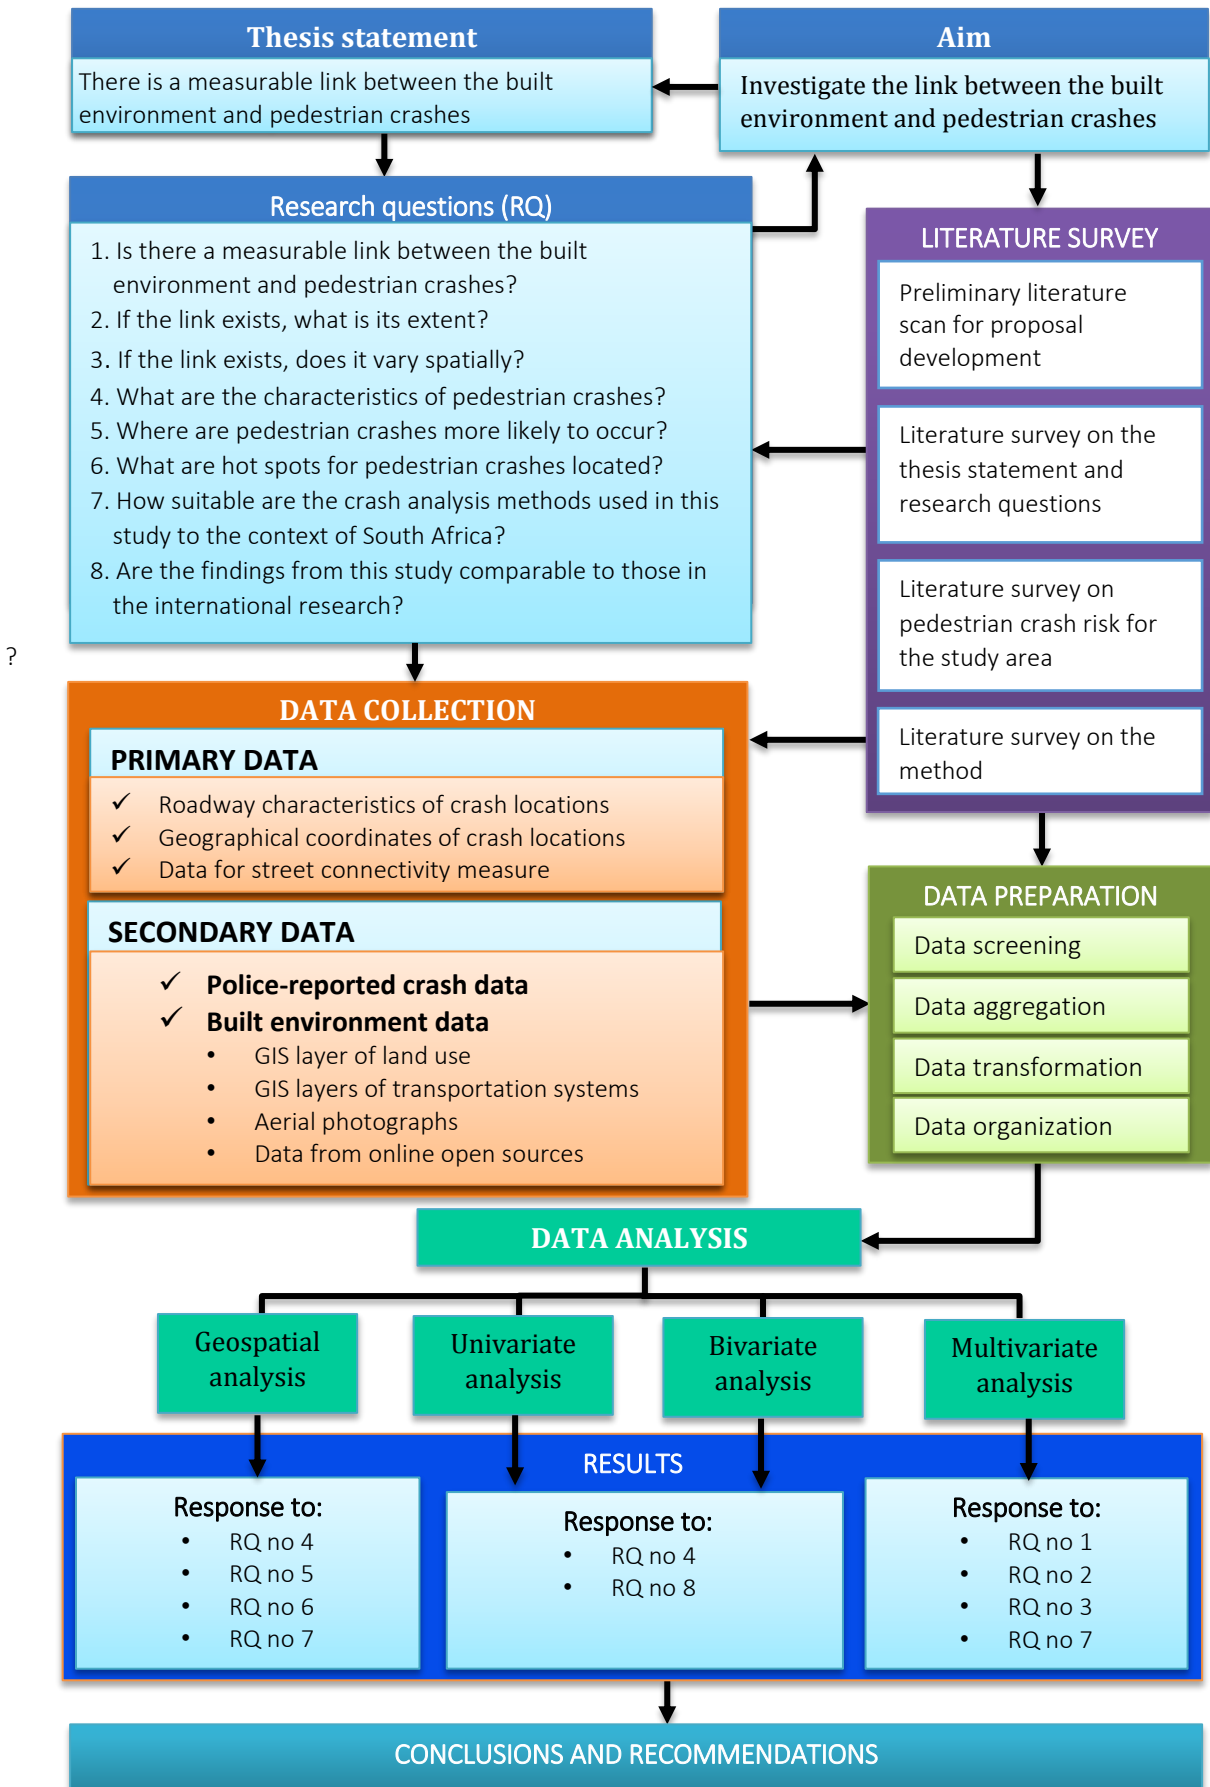 Thesis statement
There is a measurable link between the built
environment and pedestrian crashes
Aim
Investigate the link between the built
environment and pedestrian crashes
Research questions (RQ)
1. Is there a measurable link between the built
environment and pedestrian crashes?
2. If the link exists, what is its extent?
3. If the link exists, does it vary spatially?
4. What are the characteristics of pedestrian crashes?
5. Where are pedestrian crashes more likely to occur?
6. What are hot spots for pedestrian crashes located?
7. How suitable are the crash analysis methods used in this
study to the context of South Africa?
8. Are the findings from this study comparable to those in
the international research?
?
LITERATURE SURVEY
Preliminary literature
scan for proposal
development
Literature survey on the
thesis statement and
research questions
Literature survey on
pedestrian crash risk for
the study area
Literature survey on the
method
DATA COLLECTION
PRIMARY DATA
✓ Roadway characteristics of crash locations
✓ Geographical coordinates of crash locations
✓ Data for street connectivity measure
SECONDARY DATA
✓ Police-reported crash data
✓ Built environment data
• GIS layer of land use
• GIS layers of transportation systems
• Aerial photographs
• Data from online open sources
DATA PREPARATION
Data screening
Data aggregation
Data transformation
Data organization
DATA ANALYSIS
Geospatial
analysis
Univariate
analysis
Bivariate
analysis
Multivariate
analysis
RESULTS
Response to:
• RQ no 4
• RQ no 5
• RQ no 6
• RQ no 7
Response to:
• RQ no 4
• RQ no 8
Response to:
• RQ no 1
• RQ no 2
• RQ no 3
• RQ no 7
CONCLUSIONS AND RECOMMENDATIONS